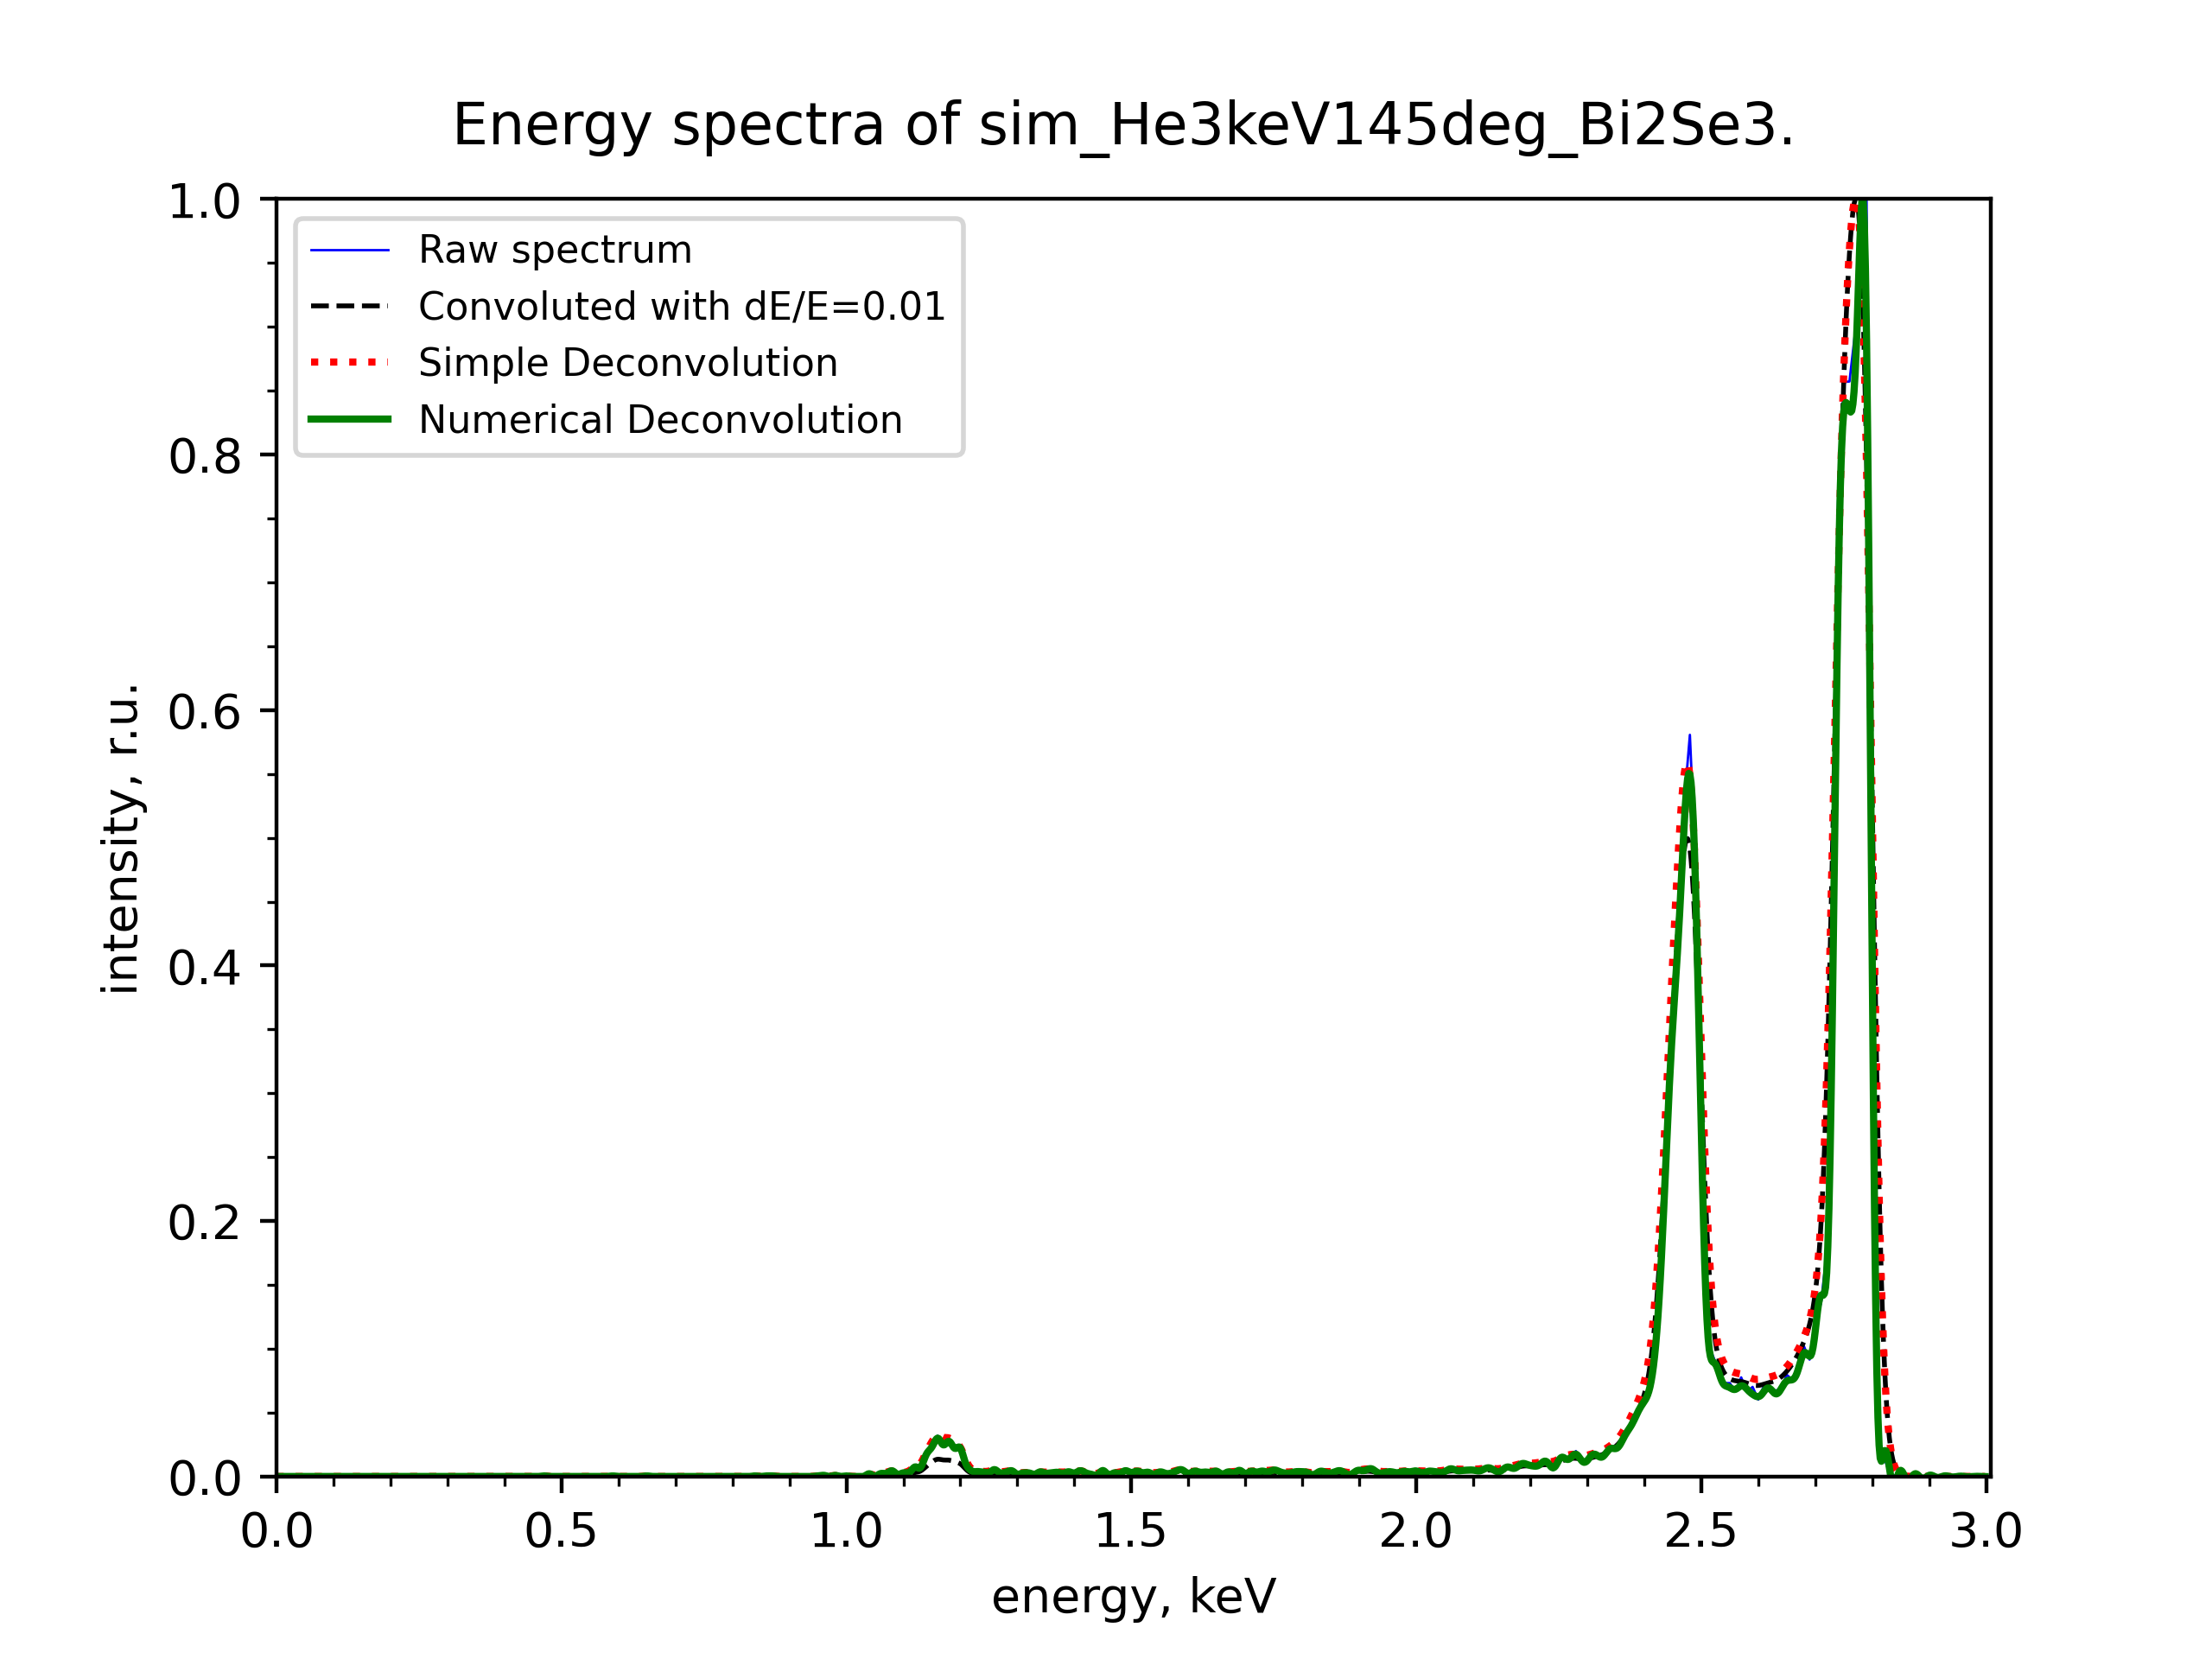 Energy spectra of sim_He3keV145deg_Bi2Se3.
1.0
0.8
0.6
0.4
0.2
0.0
intensity, r.u.
Raw spectrum
Convoluted with dE/E=0.01
Simple Deconvolution
Numerical Deconvolution
0.0 0.5 1.0 1.5 2.0 2.5 3.0
energy, keV